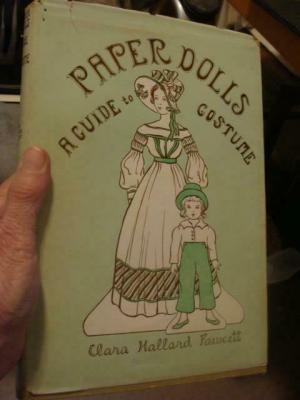 PAPER DOLLS
A GUIDE to COSTUME
Clara Hallard Fawcett